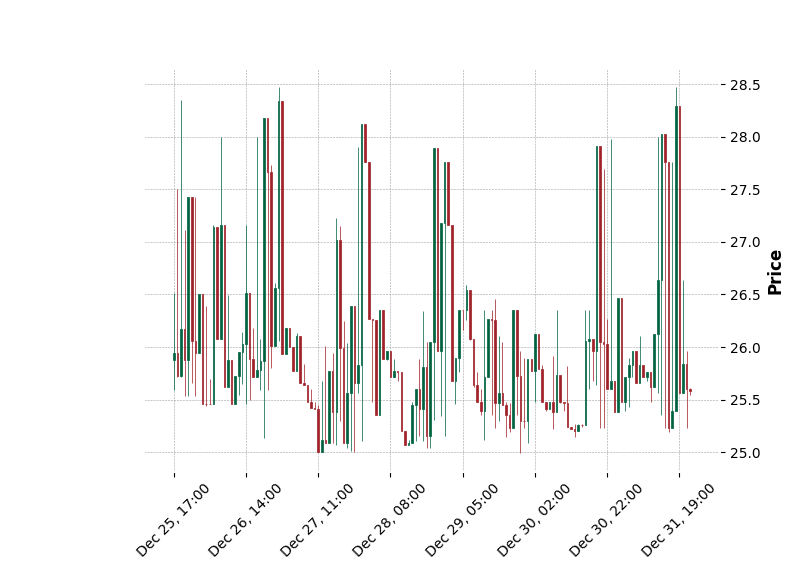 28.5
28.0
27.5
27.0
26.5
26.0
25.5
25.0
Price
Dec 25, 17:00
Dec 26, 14:00
Dec 27, 11:00
Dec 28, 08:00
Dec 29, 05:00
Dec 30, 02:00
Dec 30, 22:00
Dec 31, 19:00